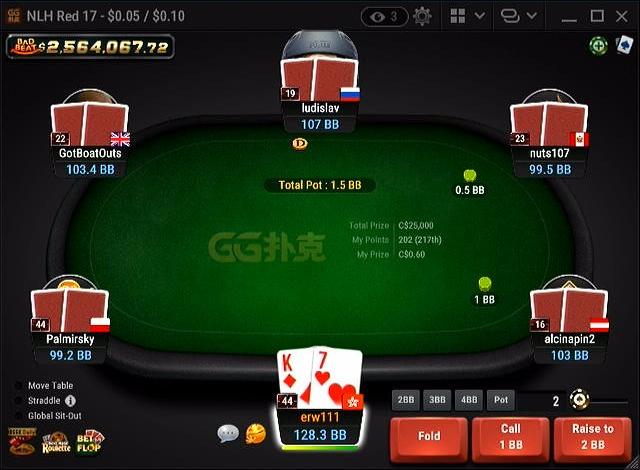 NLH Red 17 - $0.05 / $0.10
3
BAD BEAT $2,564,067.72
19
ludislav
107 BB
22
GotBoatOuts
103.4 BB
23
nuts107
99.5 BB
D
Total Pot : 1.5 BB
0.5 BB
GG扑克
Total Prize C$25,000
My Points 202 (217th)
My Prize C$0.60
1 BB
44
Palmirsky
99.2 BB
16
alcinapin2
103 BB
K 7
44
erw111
128.3 BB
Move Table
Straddle
Global Sit-Out
2BB 3BB 4BB Pot 2
Fold
Call
1 BB
Raise to
2 BB
Roulette
BET FLOP